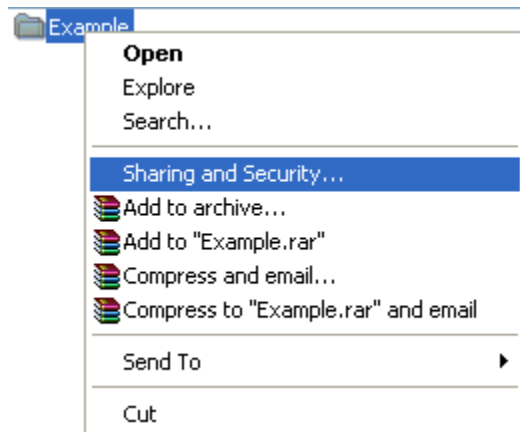 Example
Open
Explore
Search...
Sharing and Security...
Add to archive...
Add to "Example.rar"
Compress and email...
Compress to "Example.rar" and email
Send To
Cut